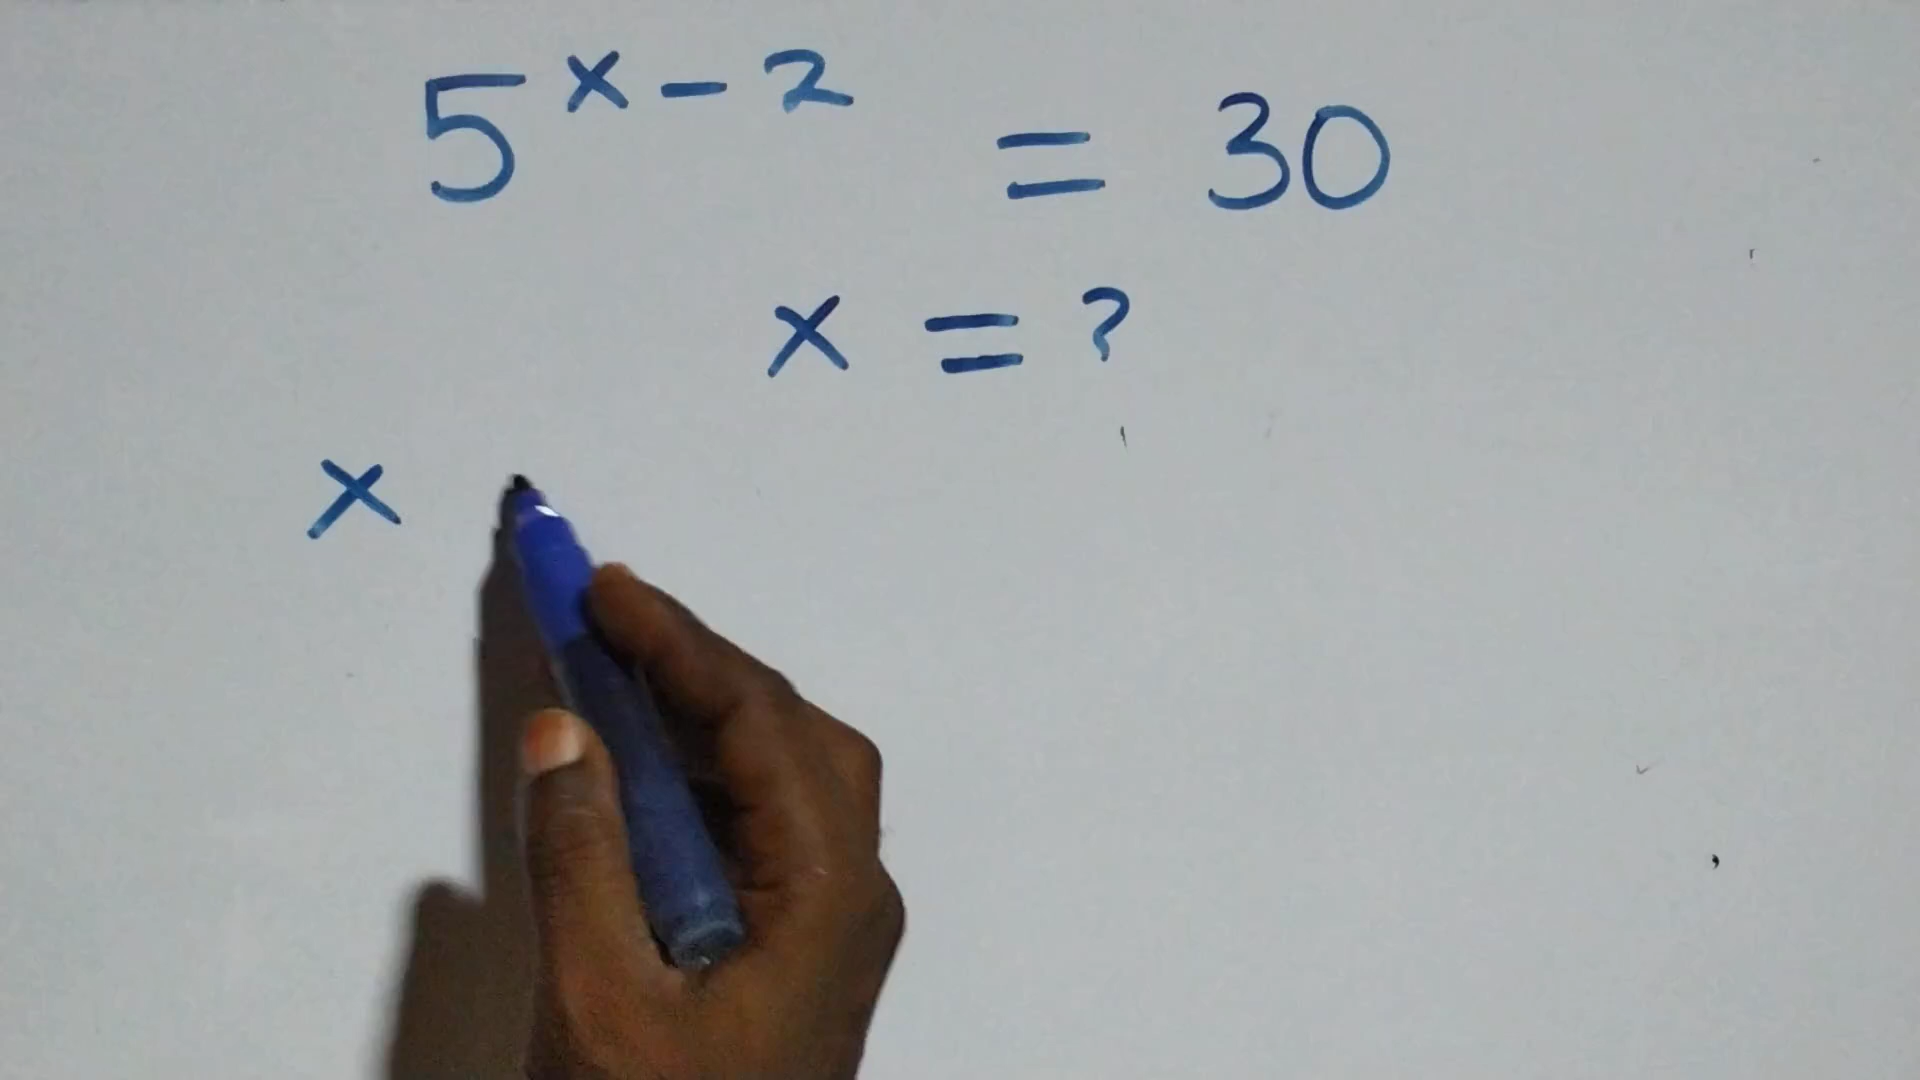 5^{x-2} = 30
x = ?
x